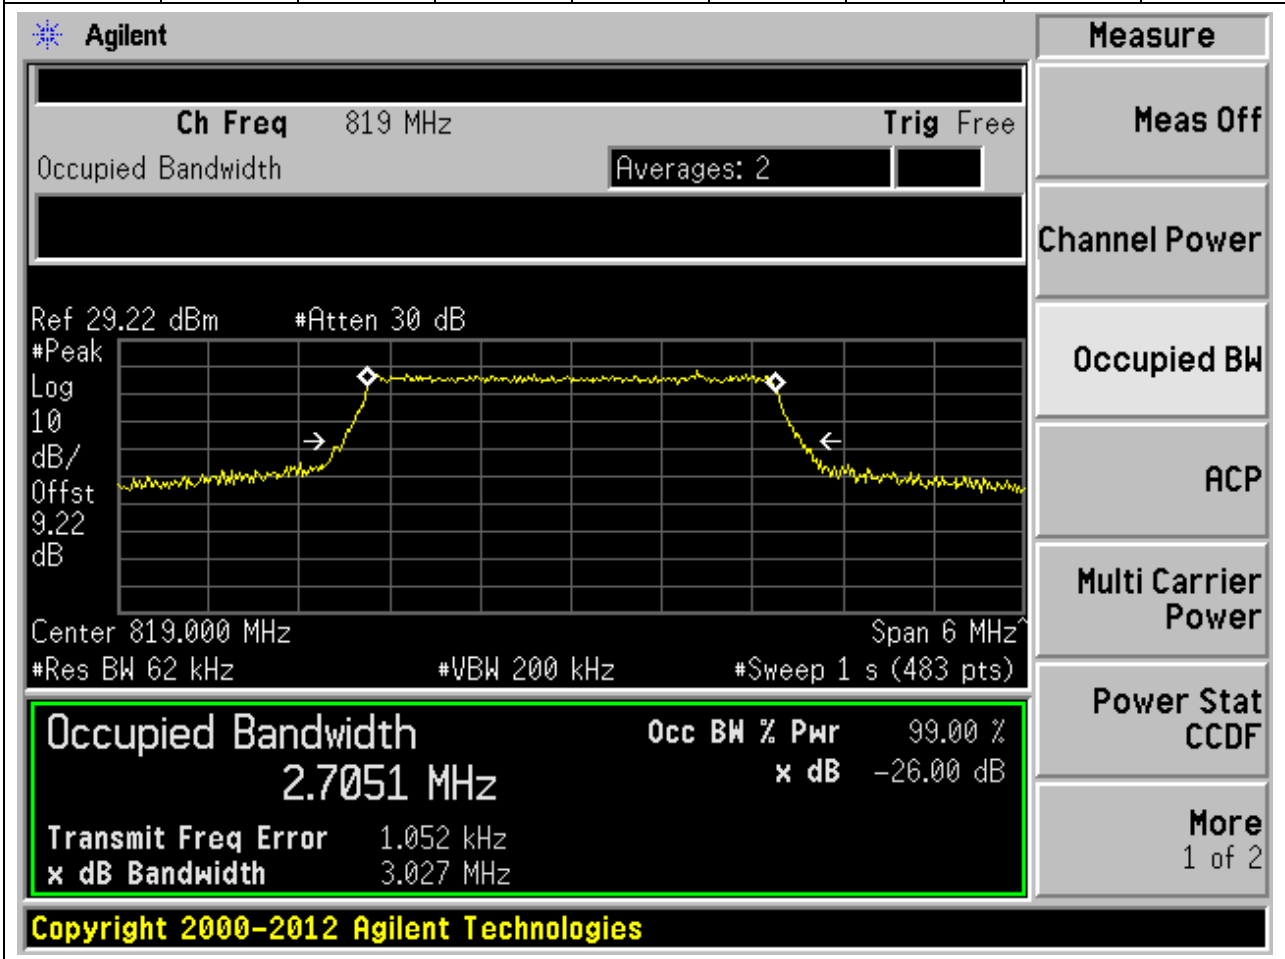 Agilent
Measure
Ch Freq 819 MHz Trig Free
Occupied Bandwidth Averages: 2
Meas Off
Channel Power
Occupied BW
ACP
Multi Carrier
Power
Power Stat
CCDF
More
1 of 2
Ref 29.22 dBm #Atten 30 dB
#Peak
Log
10
dB/
Offst
9.22
dB
Center 819.000 MHz Span 6 MHz^
#Res BW 62 kHz #VBW 200 kHz #Sweep 1 s (483 pts)
Occupied Bandwidth Occ BW % Pwr 99.00 %
2.7051 MHz x dB -26.00 dB
Transmit Freq Error 1.052 kHz
x dB Bandwidth 3.027 MHz
Copyright 2000-2012 Agilent Technologies